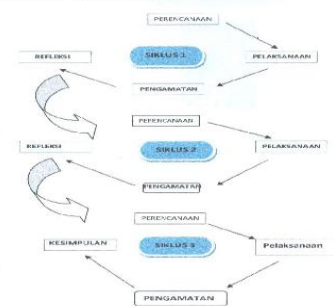 PERENCANAAN
REFLEKSI
SIKLUS 1
PELAKSANAAN
PENGAMATAN
PERENCANAAN
REFLEKSI
SIKLUS 2
PELAKSANAAN
PENGAMATAN
PERENCANAAN
KESIMPULAN
SIKLUS 3
Pelaksanaan
PENGAMATAN